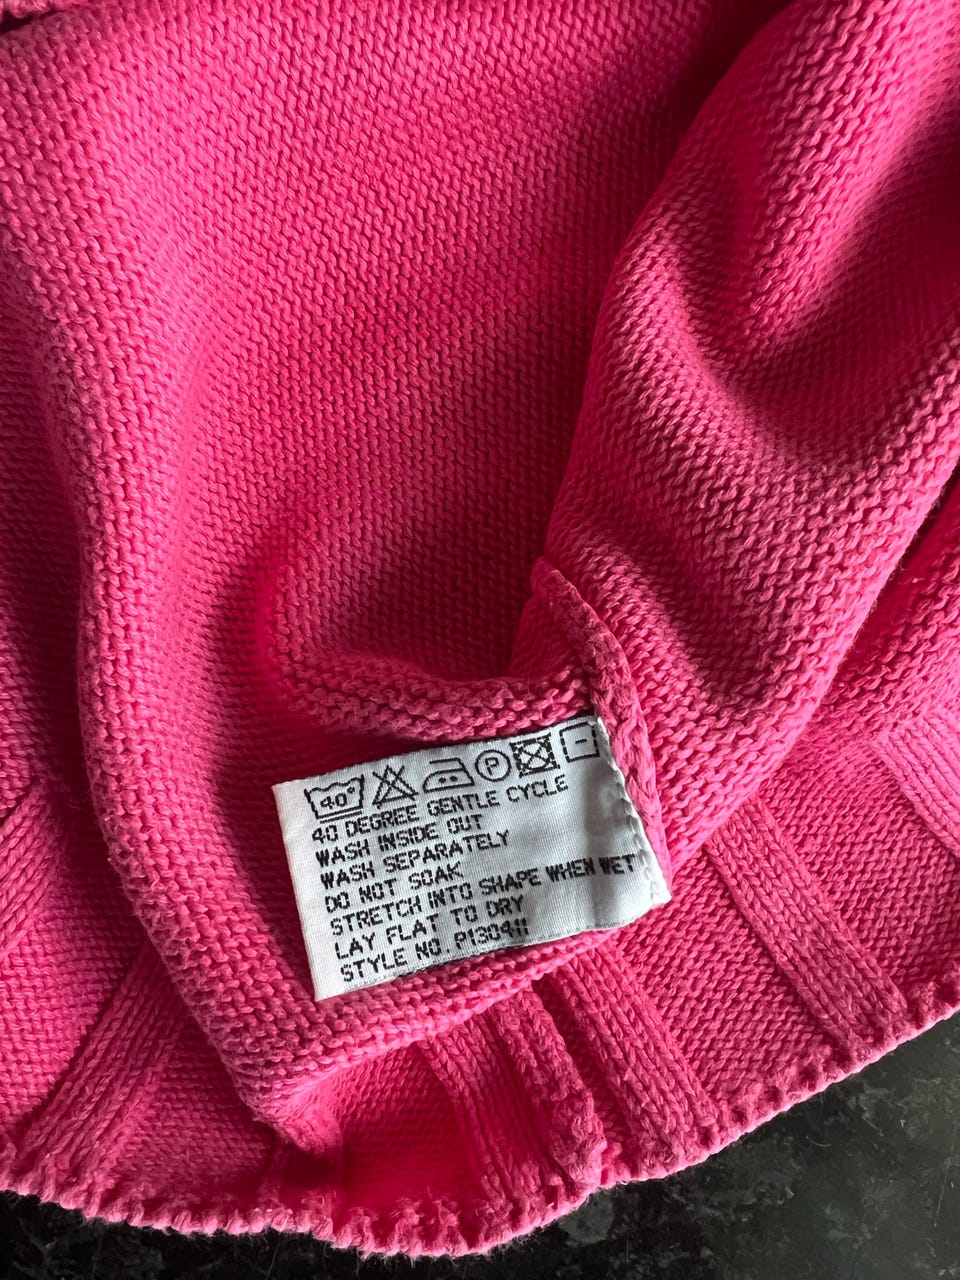 40° P
40 DEGREE GENTLE CYCLE
WASH INSIDE OUT
WASH SEPARATELY
DO NOT SOAK
STRETCH INTO SHAPE WHEN WET
LAY FLAT TO DRY
STYLE NO. P130411